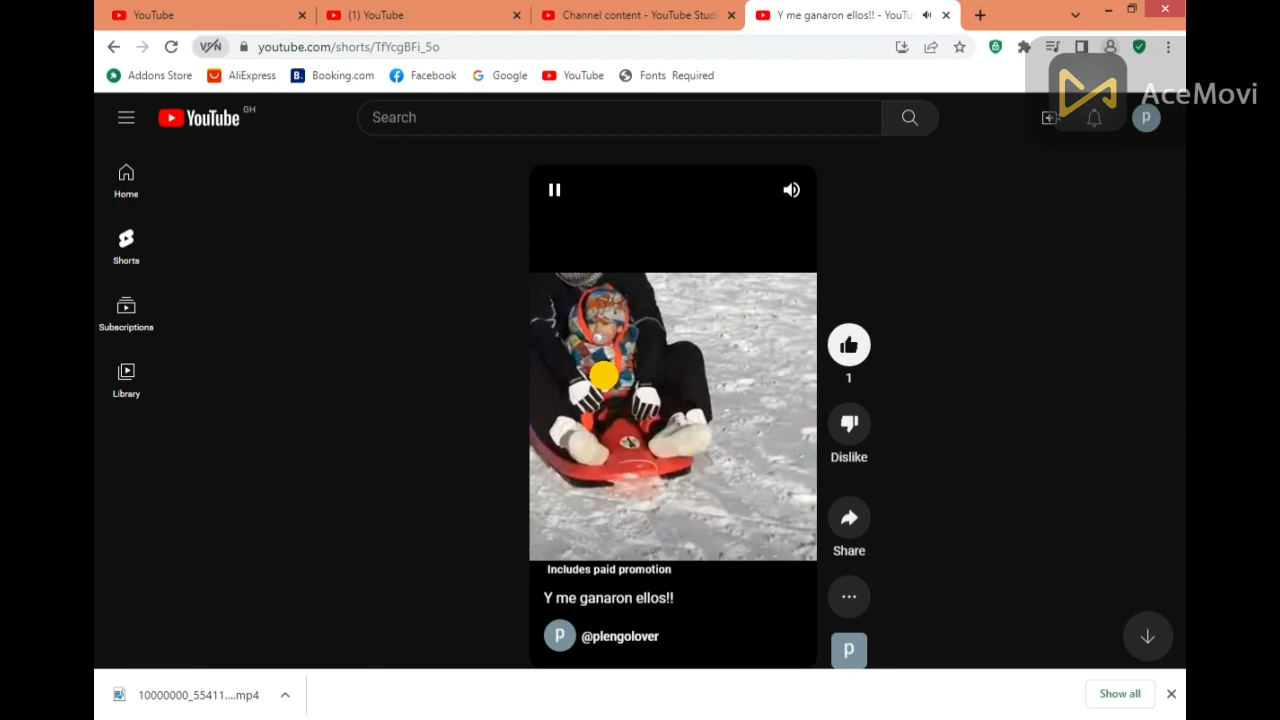 YouTube
(1) YouTube
Channel content - YouTube Stud
Y me ganaron ellos!! - YouTu
VPN
youtube.com/shorts/TfYcgBFi_5o
Addons Store
AliExpress
B.
Booking.com
Facebook
Google
YouTube
Fonts Required
AceMovi
YouTube GH
Search
P
Home
Shorts
Subscriptions
Library
1
Dislike
Share
Includes paid promotion
Y me ganaron ellos!!
P
@plengolover
P
10000000_55411....mp4
Show all